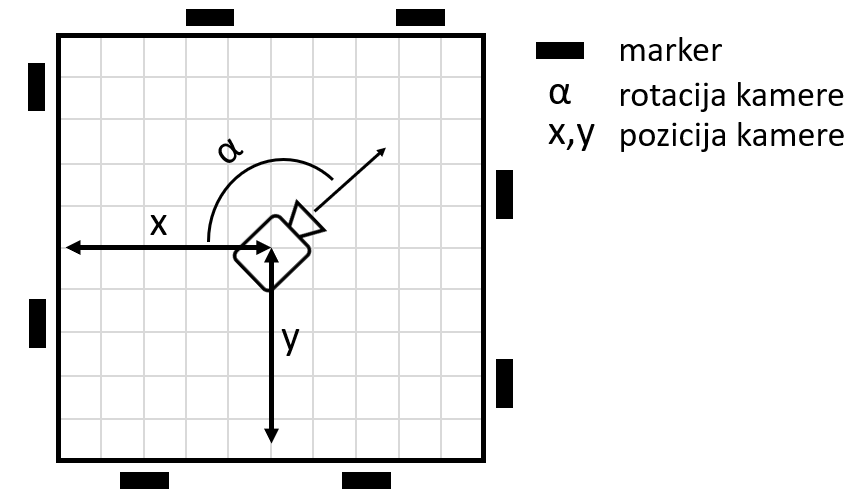 α
x
y
marker
α rotacija kamere
x,y pozicija kamere